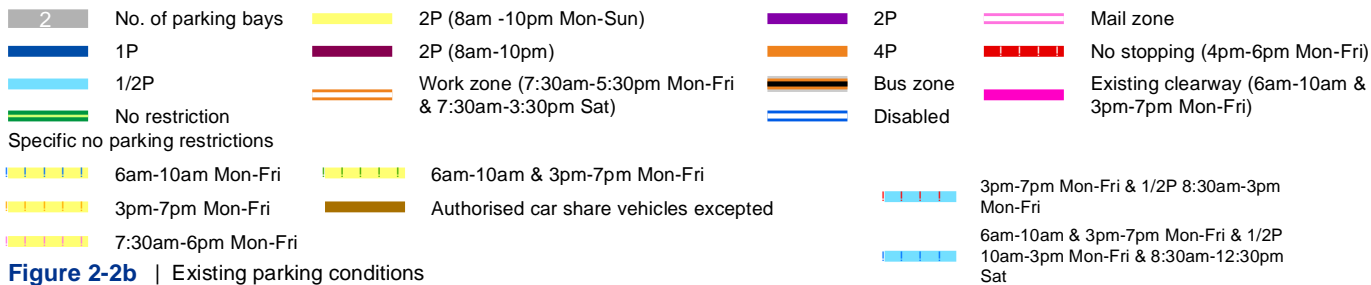 2 No. of parking bays
1P
1/2P
No restriction
2P (8am -10pm Mon-Sun)
2P (8am-10pm)
Work zone (7:30am-5:30pm Mon-Fri
& 7:30am-3:30pm Sat)
2P
4P
Bus zone
Disabled
Mail zone
No stopping (4pm-6pm Mon-Fri)
Existing clearway (6am-10am &
3pm-7pm Mon-Fri)
Specific no parking restrictions
6am-10am Mon-Fri
3pm-7pm Mon-Fri
7:30am-6pm Mon-Fri
6am-10am & 3pm-7pm Mon-Fri
Authorised car share vehicles excepted
3pm-7pm Mon-Fri & 1/2P 8:30am-3pm
Mon-Fri
6am-10am & 3pm-7pm Mon-Fri & 1/2P
10am-3pm Mon-Fri & 8:30am-12:30pm
Sat
Figure 2-2b | Existing parking conditions